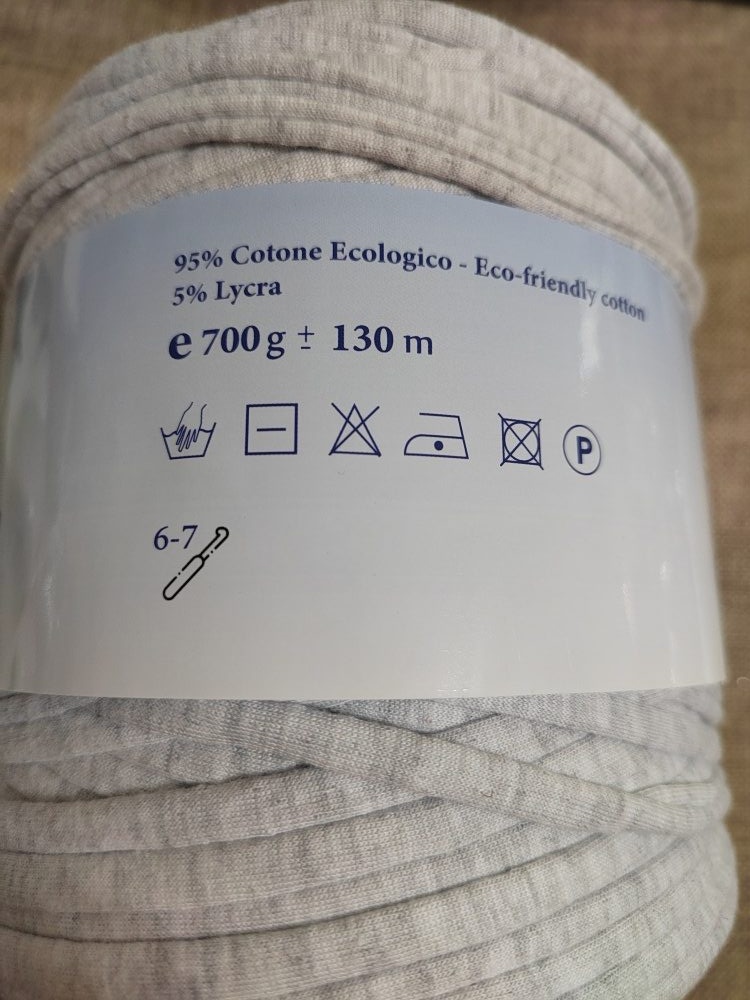 95% Cotone Ecologico - Eco-friendly cotton
5% Lycra
e 700 g ± 130 m
P
6-7